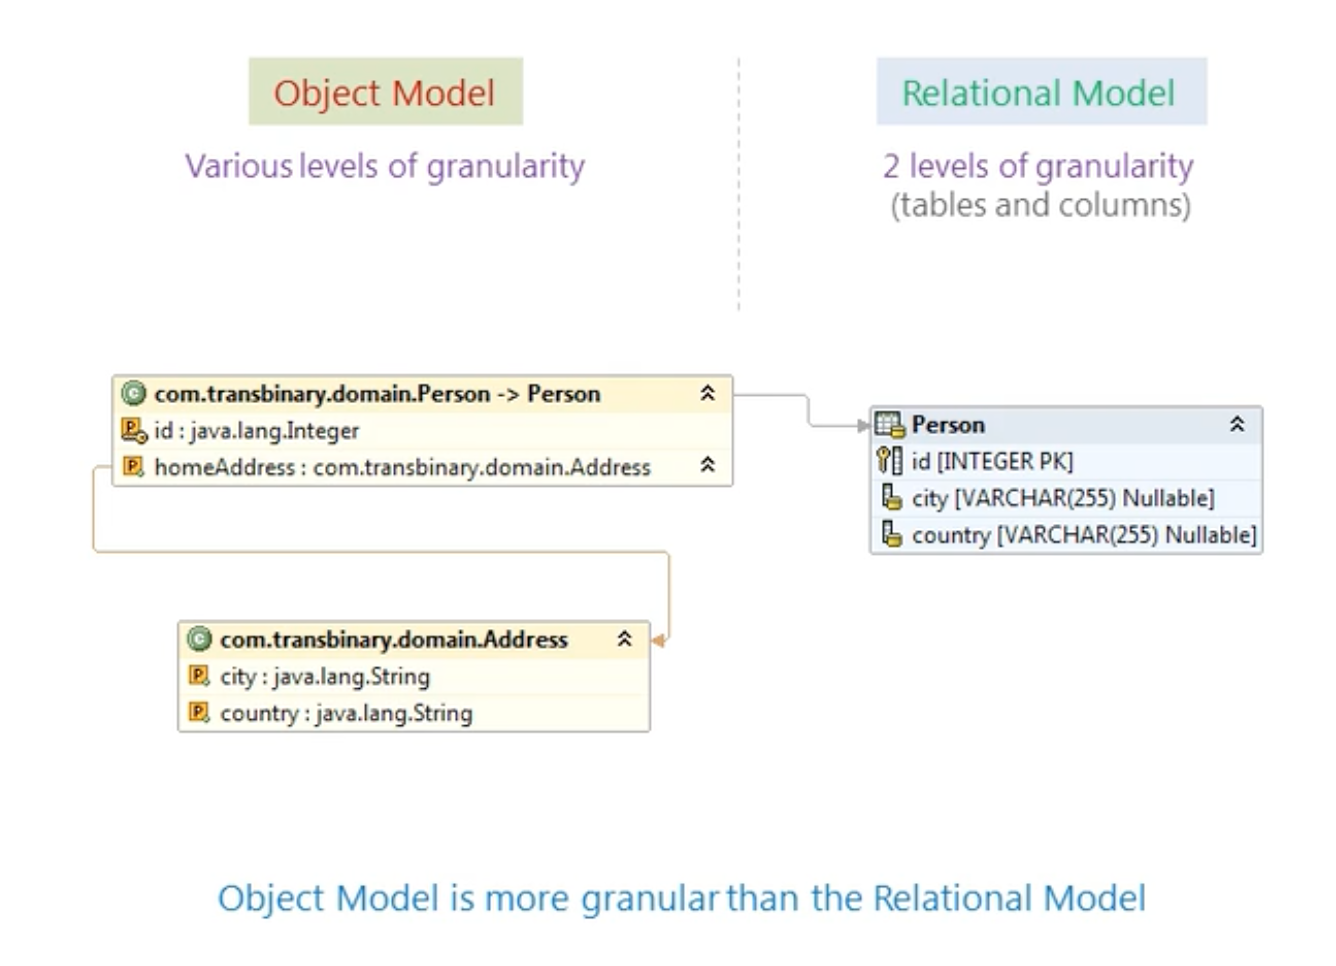 Object Model
Various levels of granularity
Relational Model
2 levels of granularity
(tables and columns)
com.transbinary.domain.Person -> Person
id : java.lang.Integer
homeAddress : com.transbinary.domain.Address
Person
id [INTEGER PK]
city [VARCHAR(255) Nullable]
country [VARCHAR(255) Nullable]
com.transbinary.domain.Address
city : java.lang.String
country : java.lang.String
Object Model is more granular than the Relational Model